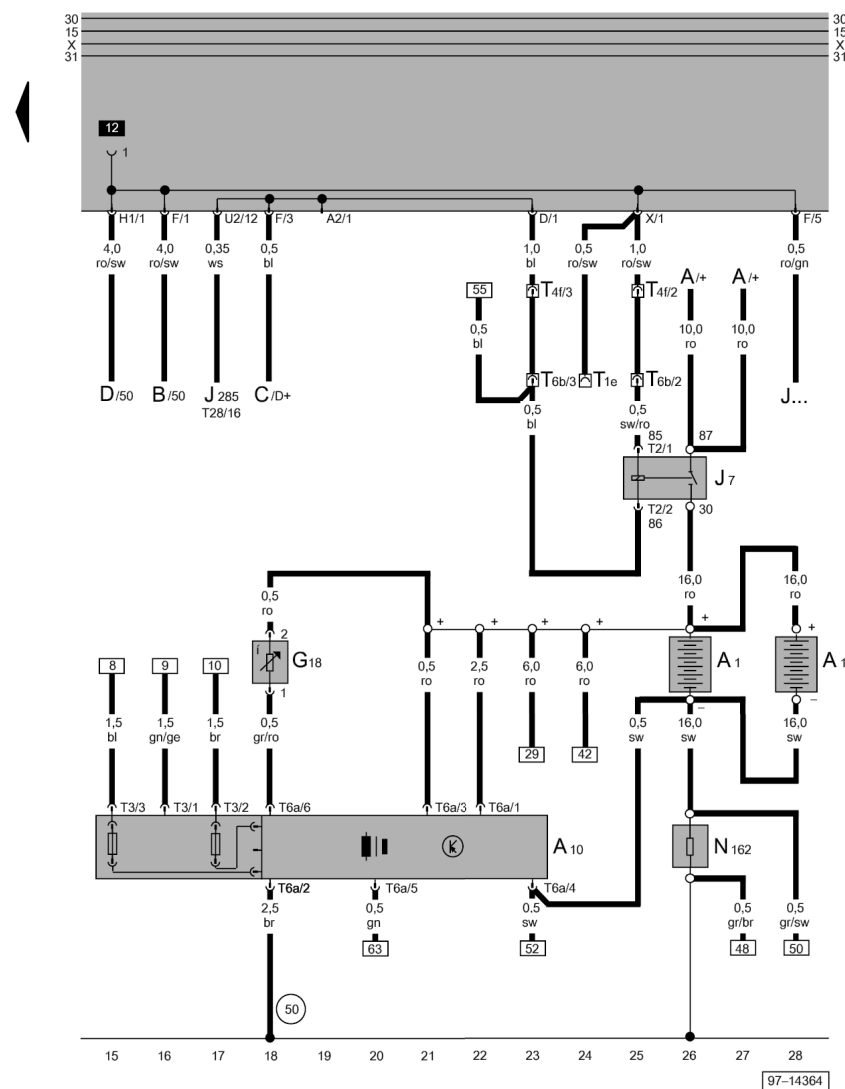 30 30
15 15
X X
31 31
12
1
H1/1 F/1 U2/12 F/3 A2/1 D/1 X/1 F/5
4,0 4,0 0,35 0,5 1,0 0,5 1,0 0,5
ro/sw ro/sw ws bl bl ro/sw ro/sw ro/gn
A/+ A/+
55 T4f/3 T4f/2
0,5 10,0 10,0
bl ro ro
D/50 B/50 J285 C/D+ T6b/3 T1e T6b/2 J...
T28/16
0,5 0,5
bl sw/ro
85 87
T2/1
J7
T2/2 30
86
16,0 16,0
ro ro
0,5
ro
+ + + + + +
2
Í
G18
1
8 9 10
0,5 2,5 6,0 6,0
ro ro ro ro
A1 A1
– –
1,5 1,5 1,5 0,5 0,5 16,0 16,0
bl gn/ge br gr/ro sw sw sw
29 42
T3/3 T3/1 T3/2 T6a/6 T6a/3 T6a/1
A10
N162
T6a/2 T6a/5 T6a/4
2,5 0,5 0,5 0,5 0,5
br gn sw gr/br gr/sw
63 52 48 50
50
15 16 17 18 19 20 21 22 23 24 25 26 27 28
97–14364